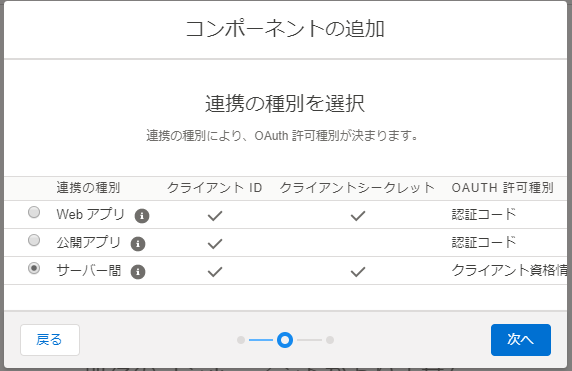 コンポーネントの追加
連携の種別を選択
連携の種別により、OAuth 許可種別が決まります。
連携の種別 クライアント ID クライアントシークレット OAUTH 許可種別
Web アプリ 認証コード
公開アプリ 認証コード
サーバー間 クライアント資格情
戻る 次へ